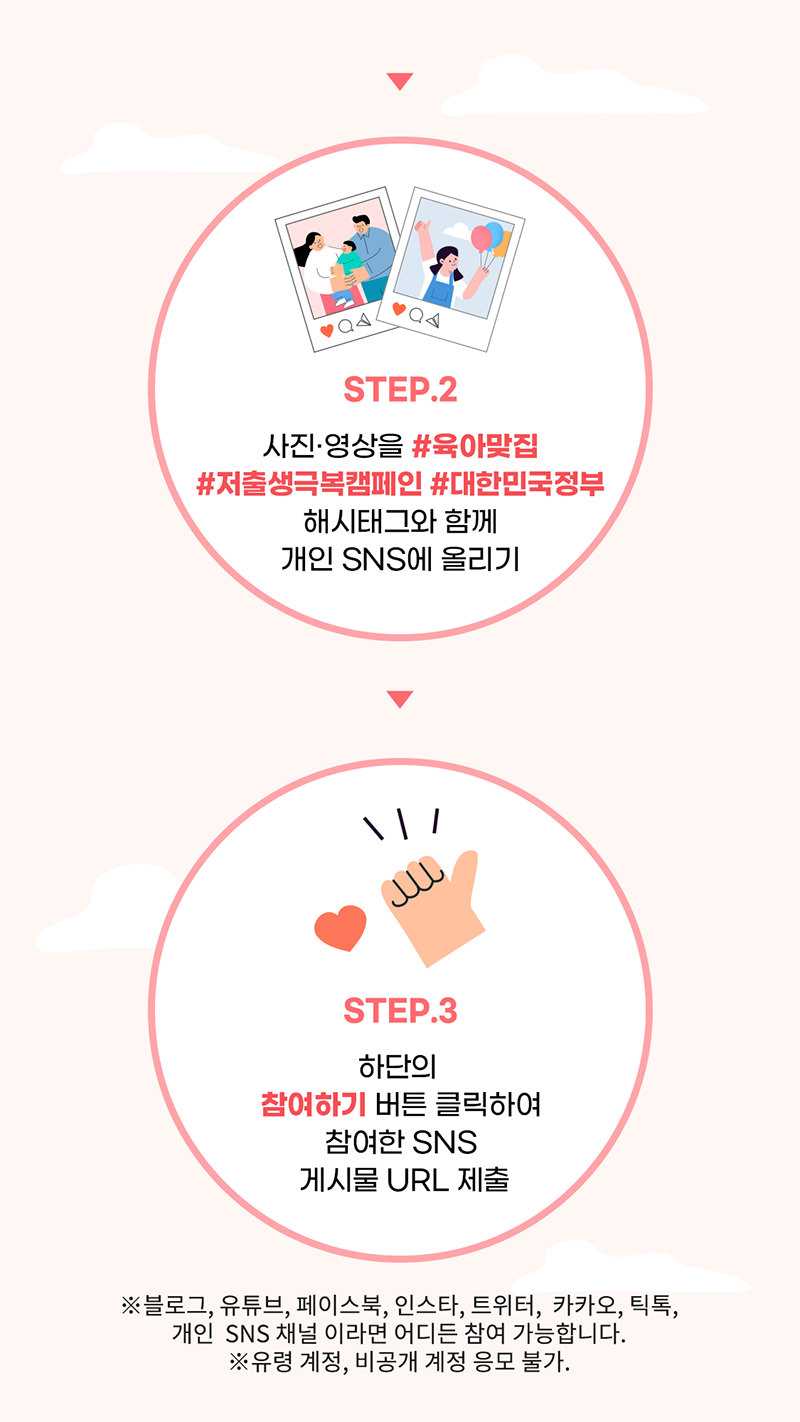 STEP.2
사진·영상을 #육아맞집
#저출생극복캠페인 #대한민국정부
해시태그와 함께
개인 SNS에 올리기
STEP.3
하단의
참여하기 버튼 클릭하여
참여한 SNS
게시물 URL 제출
※블로그, 유튜브, 페이스북, 인스타, 트위터, 카카오, 틱톡,
개인 SNS 채널 이라면 어디든 참여 가능합니다.
※유령 계정, 비공개 계정 응모 불가.